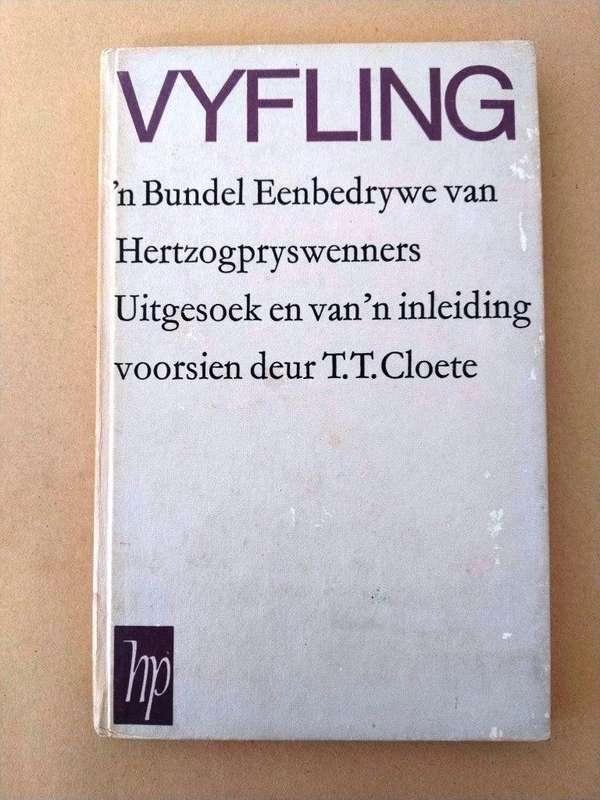 VYFLING
'n Bundel Eenbedrywe van
Hertzogpryswenners
Uitgesoek en van 'n inleiding
voorsien deur T.T. Cloete
hp